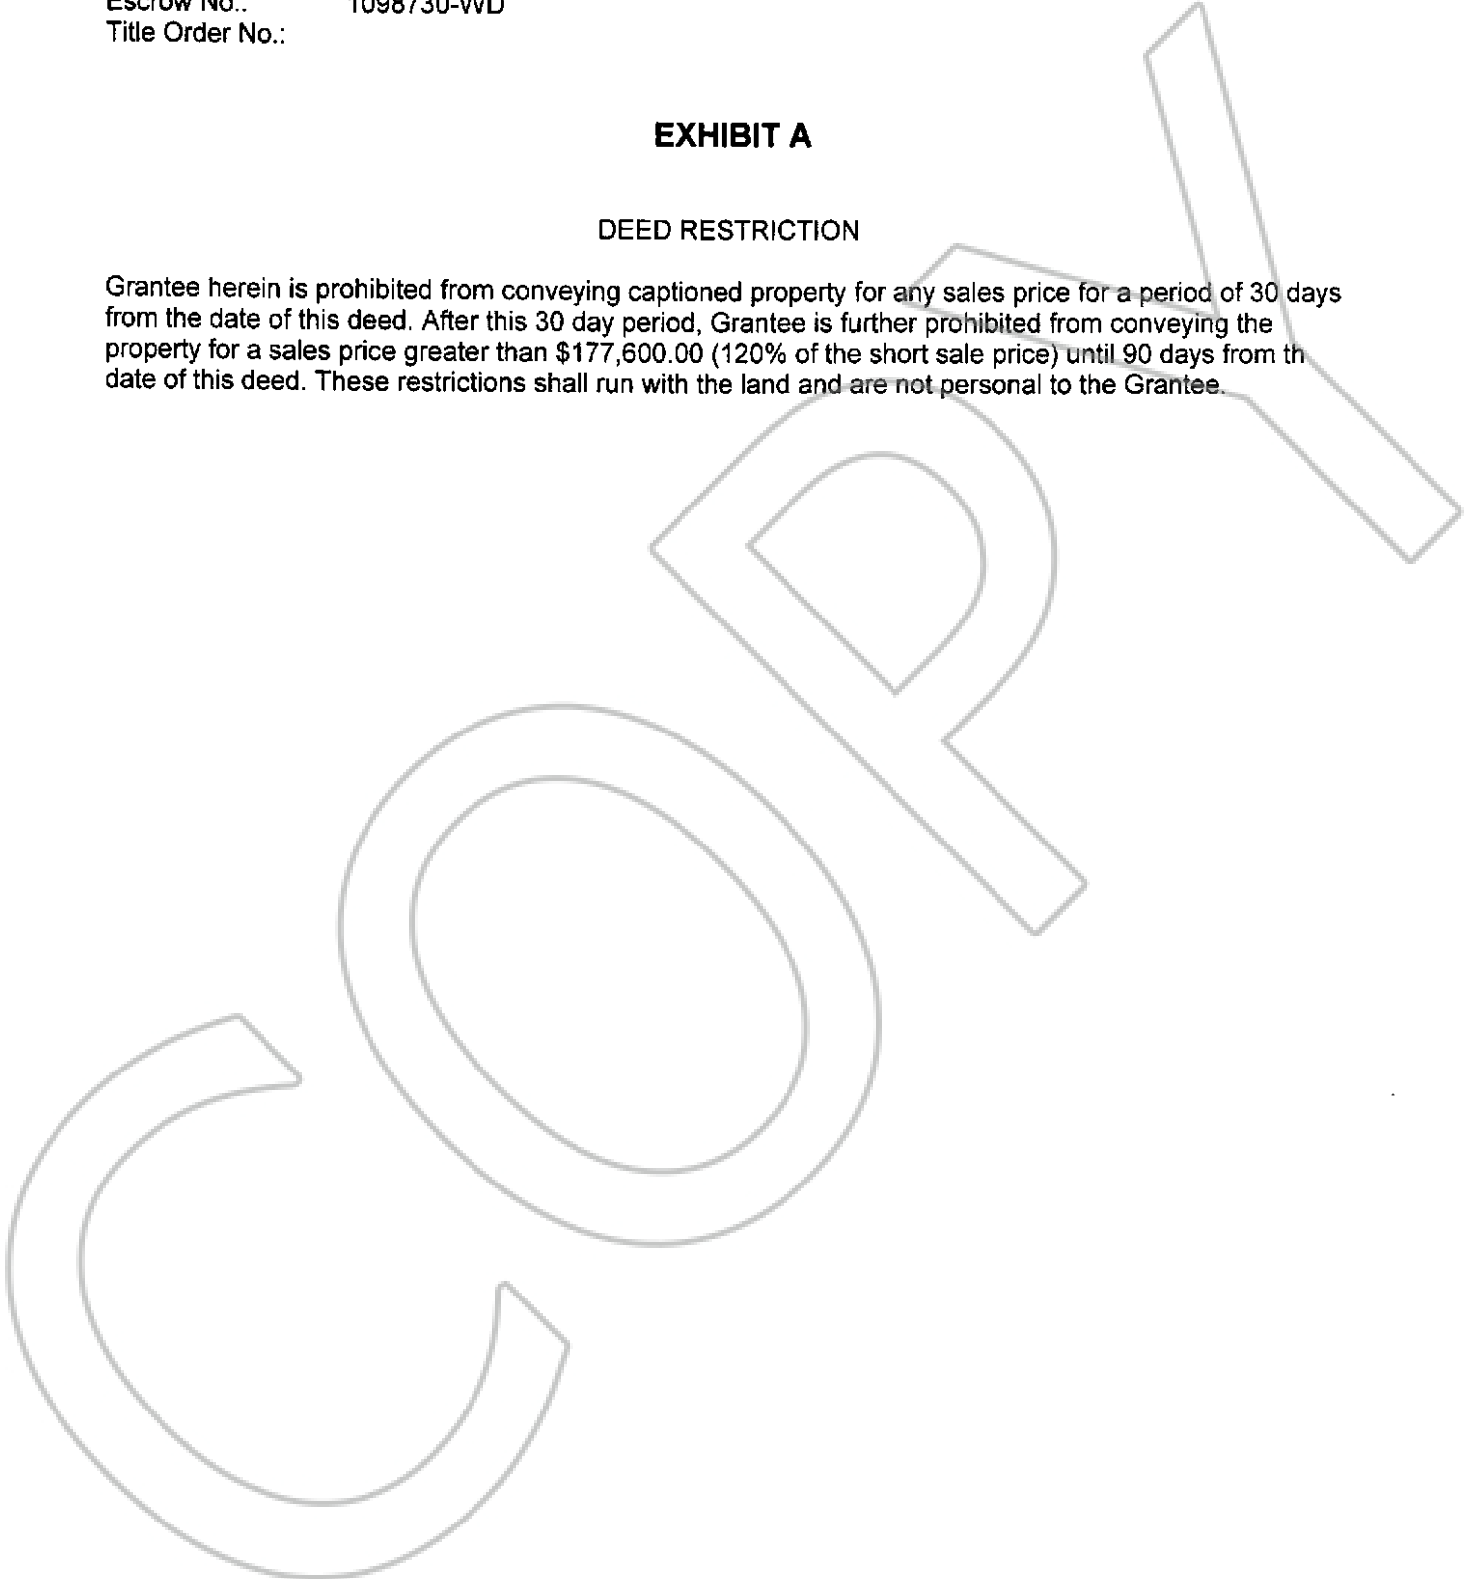 Escrow No.: 1098730-WD
Title Order No.:
EXHIBIT A
DEED RESTRICTION
Grantee herein is prohibited from conveying captioned property for any sales price for a period of 30 days
from the date of this deed. After this 30 day period, Grantee is further prohibited from conveying the
property for a sales price greater than $177,600.00 (120% of the short sale price) until 90 days from th
date of this deed. These restrictions shall run with the land and are not personal to the Grantee.
COPY